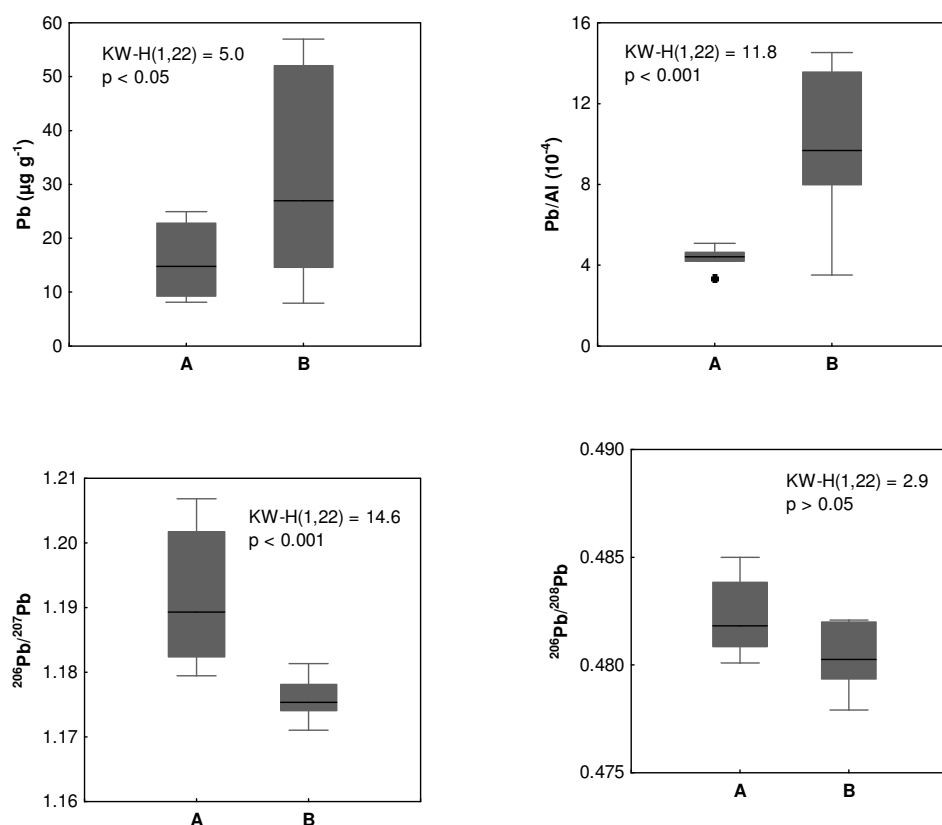 60
50
40
30
20
10
0
Pb (µg g⁻¹)
KW-H(1,22) = 5.0
p < 0.05
A B
16
12
8
4
0
Pb/Al (10⁻⁴)
KW-H(1,22) = 11.8
p < 0.001
A B
1.21
1.20
1.19
1.18
1.17
1.16
²⁰⁶Pb/²⁰⁷Pb
KW-H(1,22) = 14.6
p < 0.001
A B
0.490
0.485
0.480
0.475
²⁰⁶Pb/²⁰⁸Pb
KW-H(1,22) = 2.9
p > 0.05
A B